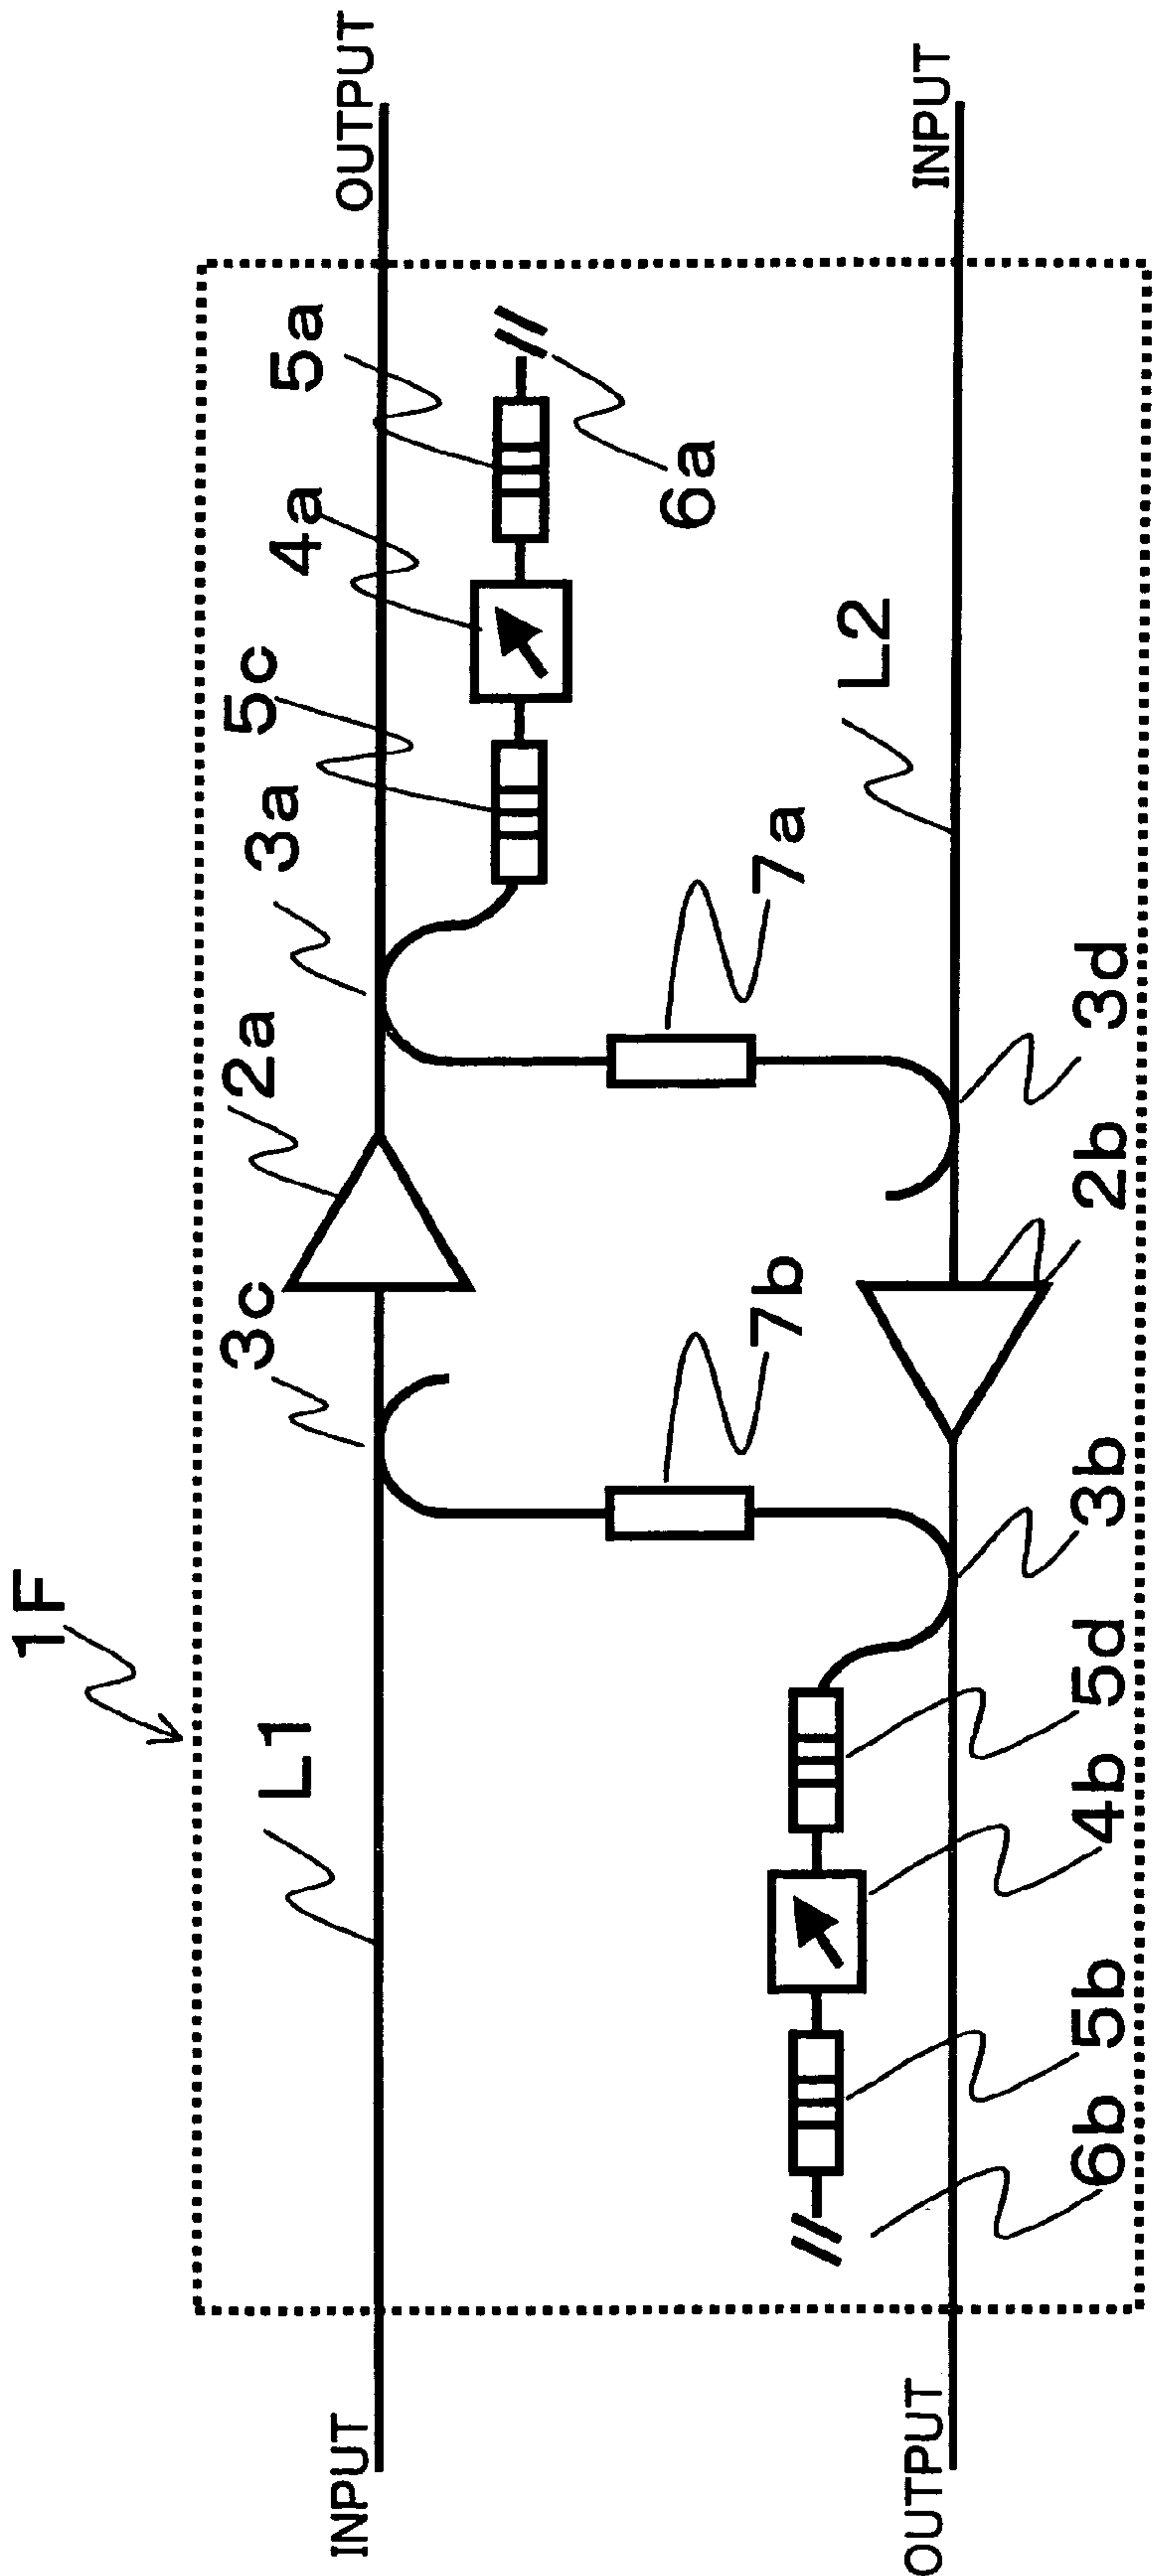 1F
INPUT
L1
3c
2a
3a
5c
4a
5a
OUTPUT
6a
7b
7a
L2
OUTPUT
6b
5b
4b
5d
3b
2b
3d
INPUT